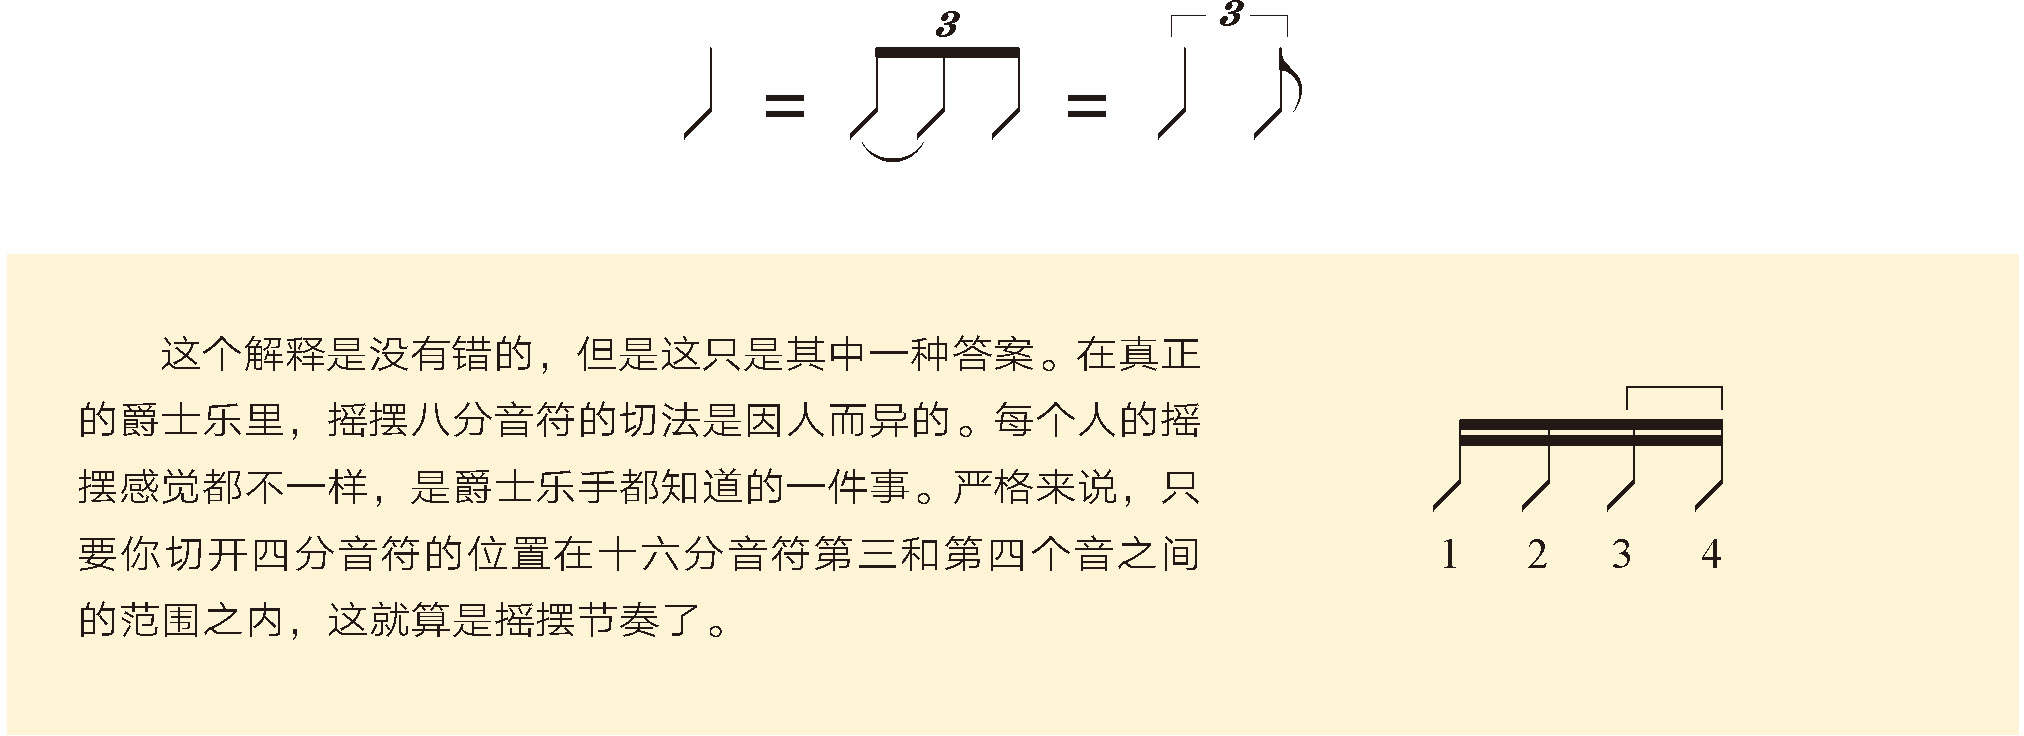 3 3
= =
这个解释是没有错的，但是这只是其中一种答案。在真正
的爵士乐里，摇摆八分音符的切法是因人而异的。每个人的摇
摆感觉都不一样，是爵士乐手都知道的一件事。严格来说，只
要你切开四分音符的位置在十六分音符第三和第四个音之间
的范围之内，这就算是摇摆节奏了。
1 2 3 4